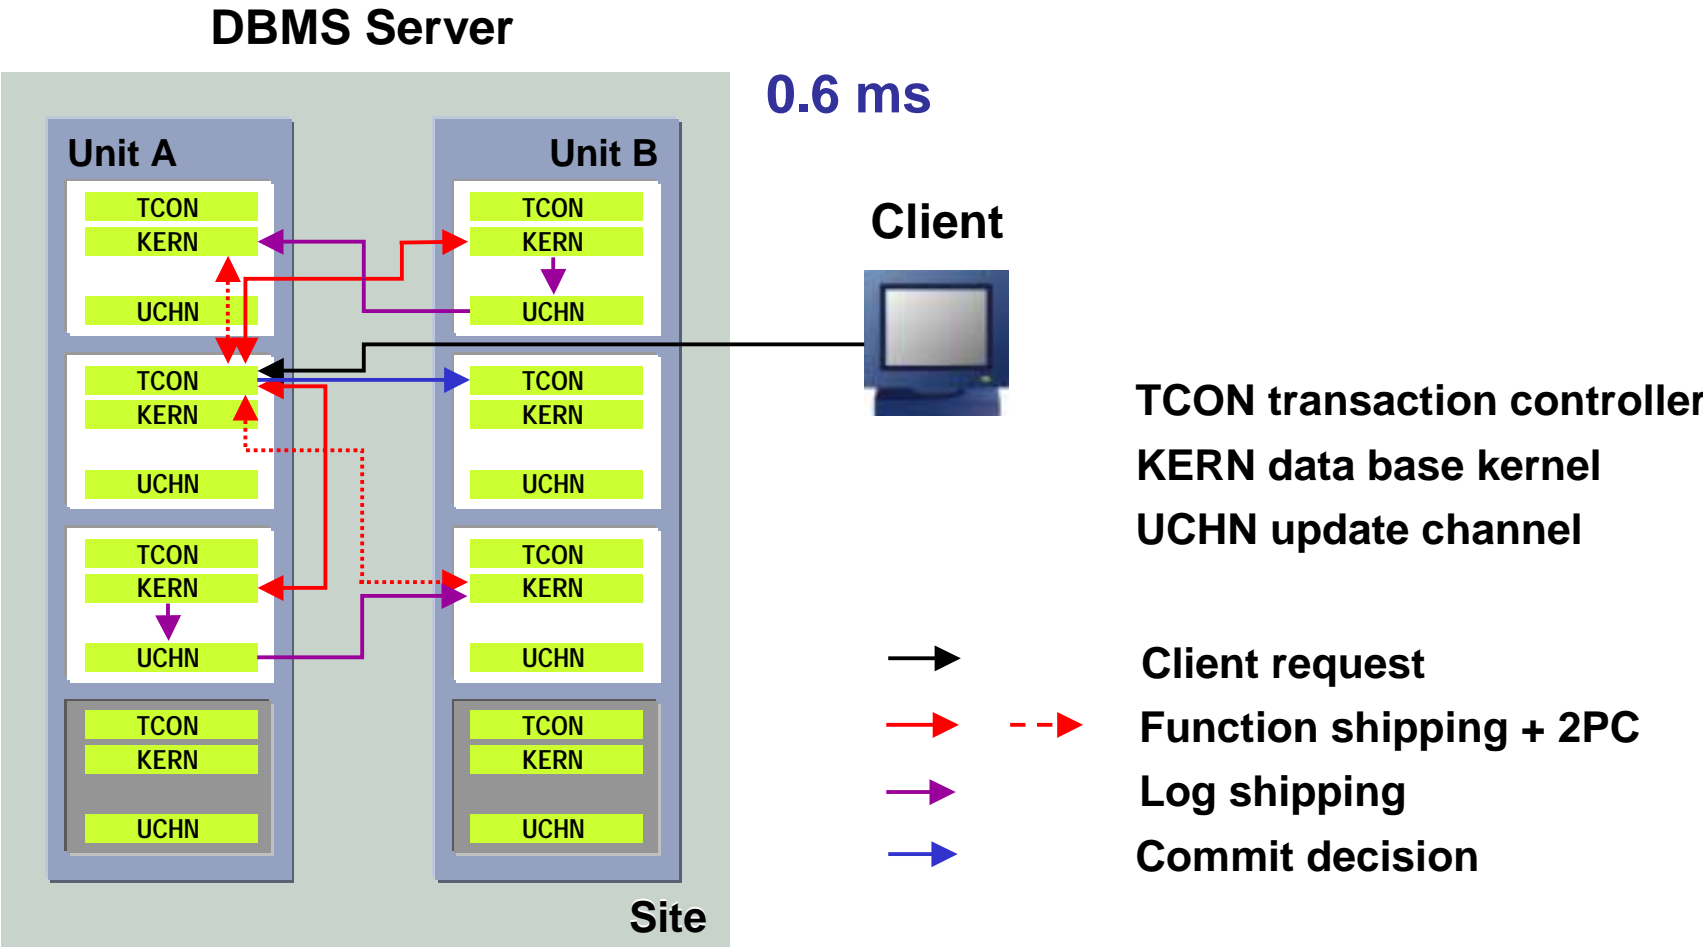 DBMS Server
0.6 ms
Unit A
TCON
KERN
UCHN
TCON
KERN
UCHN
TCON
KERN
UCHN
TCON
KERN
UCHN
Unit B
TCON
KERN
UCHN
TCON
KERN
UCHN
TCON
KERN
UCHN
TCON
KERN
UCHN
Site
Client
TCON transaction controller
KERN data base kernel
UCHN update channel
Client request
Function shipping + 2PC
Log shipping
Commit decision